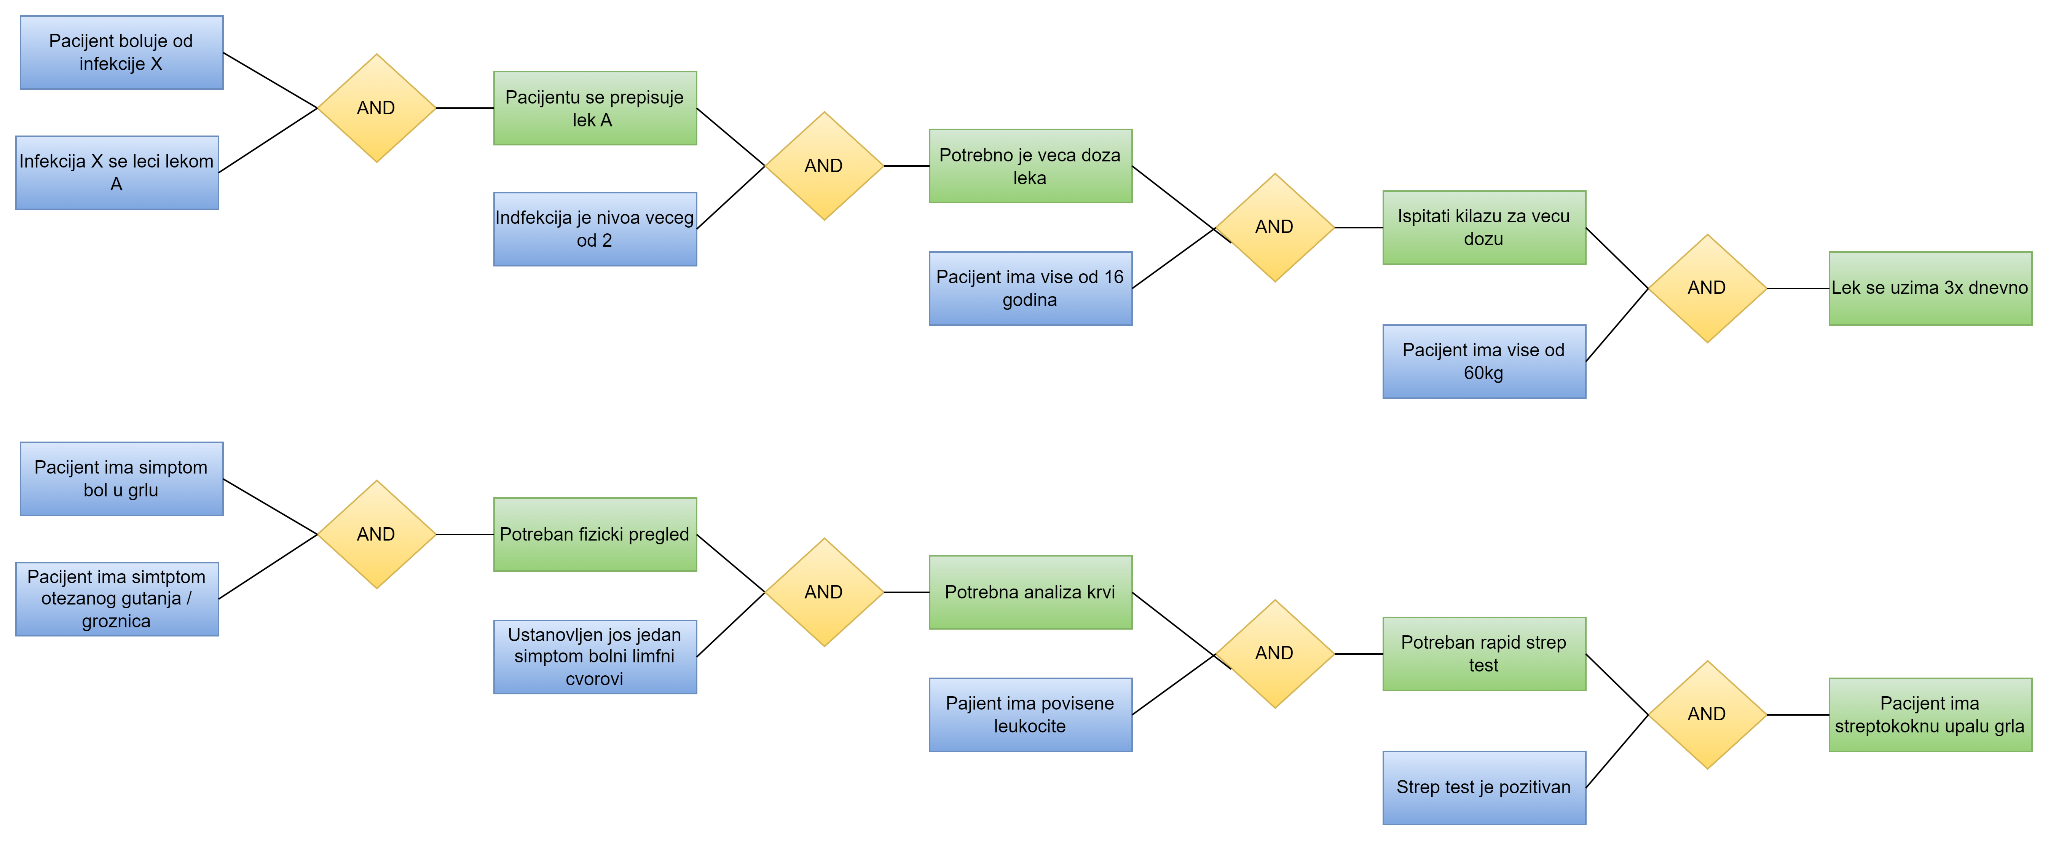 Pacijent boluje od
infekcije X
Infekcija X se leci lekom
A
AND
Pacijentu se prepisuje
lek A
Indfekcija je nivoa veceg
od 2
AND
Potrebno je veca doza
leka
Pacijent ima vise od 16
godina
AND
Ispitati kilazu za vecu
dozu
Pacijent ima vise od
60kg
AND
Lek se uzima 3x dnevno
Pacijent ima simptom
bol u grlu
Pacijent ima simtptom
otezanog gutanja /
groznica
AND
Potreban fizicki pregled
Ustanovljen jos jedan
simptom bolni limfni
cvorovi
AND
Potrebna analiza krvi
Pajient ima povisene
leukocite
AND
Potreban rapid strep
test
Strep test je pozitivan
AND
Pacijent ima
streptokoknu upalu grla